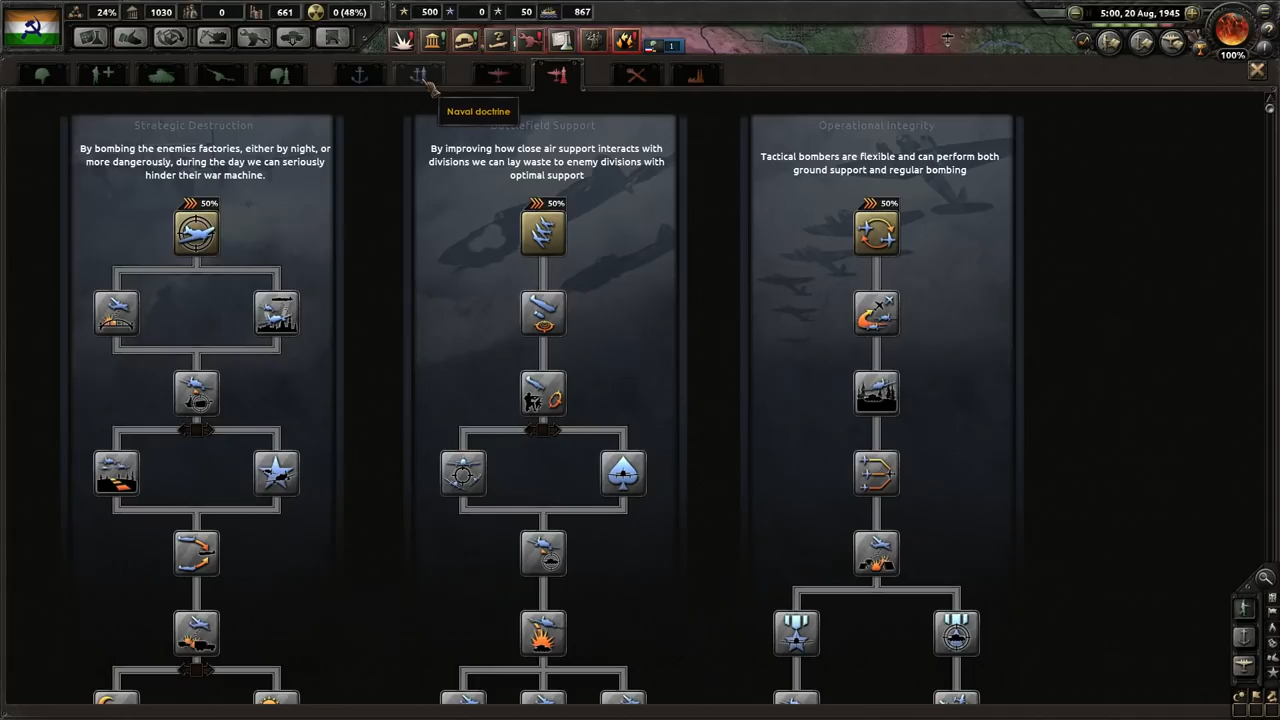 24% 1030 0 661 0 (48%) 500 0 50 867 5:00, 20 Aug, 1945
1
100%
Naval doctrine
Strategic Destruction
By bombing the enemies factories, either by night, or
more dangerously, during the day we can seriously
hinder their war machine.
50%
Battlefield Support
By improving how close air support interacts with
divisions we can lay waste to enemy divisions with
optimal support
50%
Operational Integrity
Tactical bombers are flexible and can perform both
ground support and regular bombing
50%